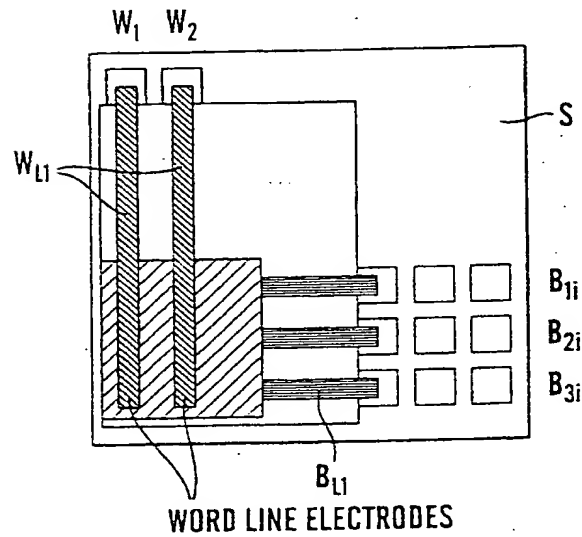 W1 W2
S
WL1
B1i
B2i
B3i
BL1
WORD LINE ELECTRODES